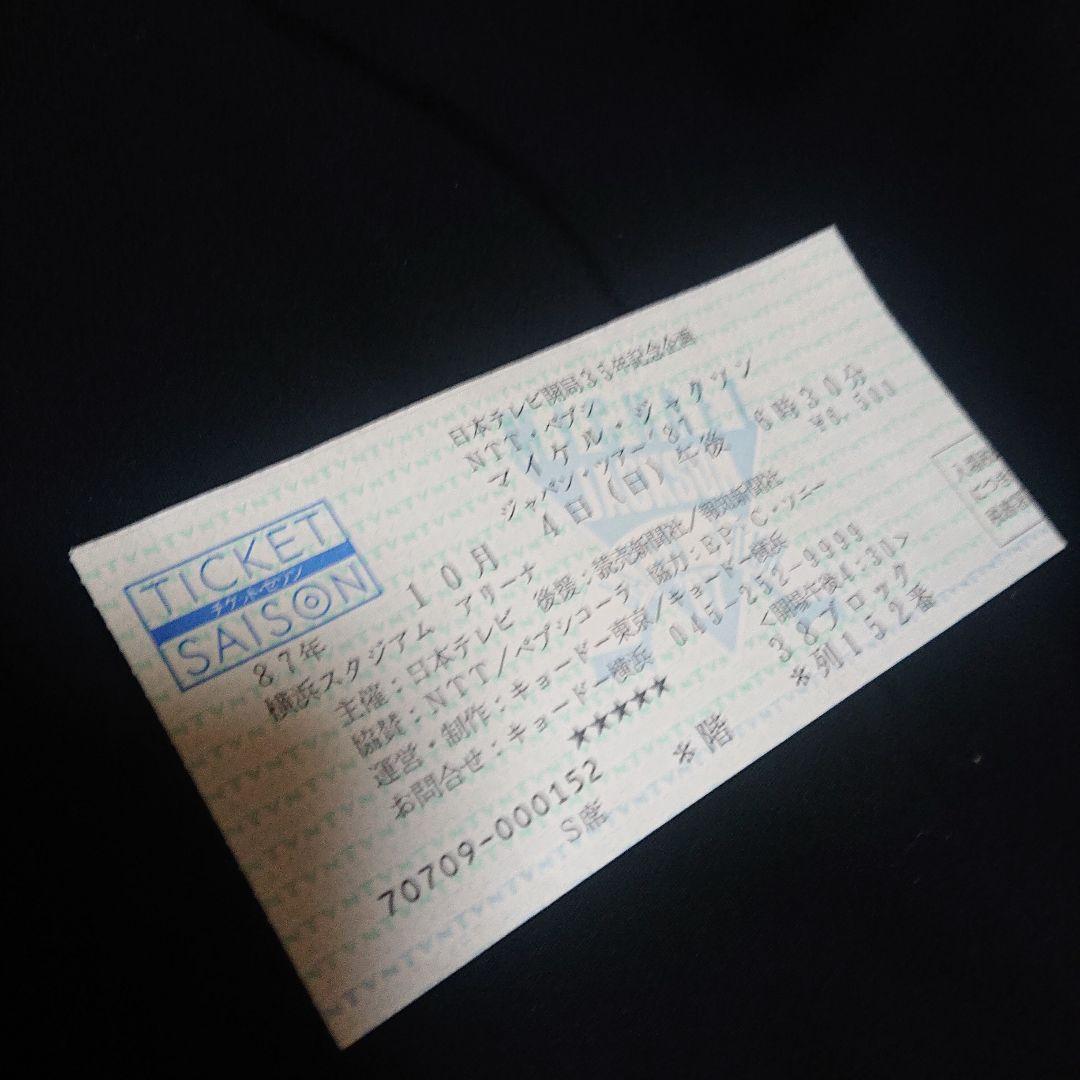 日本テレビ開局35年記念企画
NTT・ペプシ
マイケル・ジャクソン
ジャパン・ツアー'87
TICKET
チケット・セゾン
SAISON
87年 10月 4日(日) 午後 6時30分
横浜スタジアム アリーナ ¥6,500
主催:日本テレビ 後援:読売新聞社/報知新聞社
協賛:NTT/ペプシコーラ 協力:EPIC・ソニー
運営・制作:キョードー東京/キョードー横浜
お問合せ:キョードー横浜 045-252-9999
★★★★★ <開場午後4:30>
70709-000152 *階 38ブロック
S席 *列152番